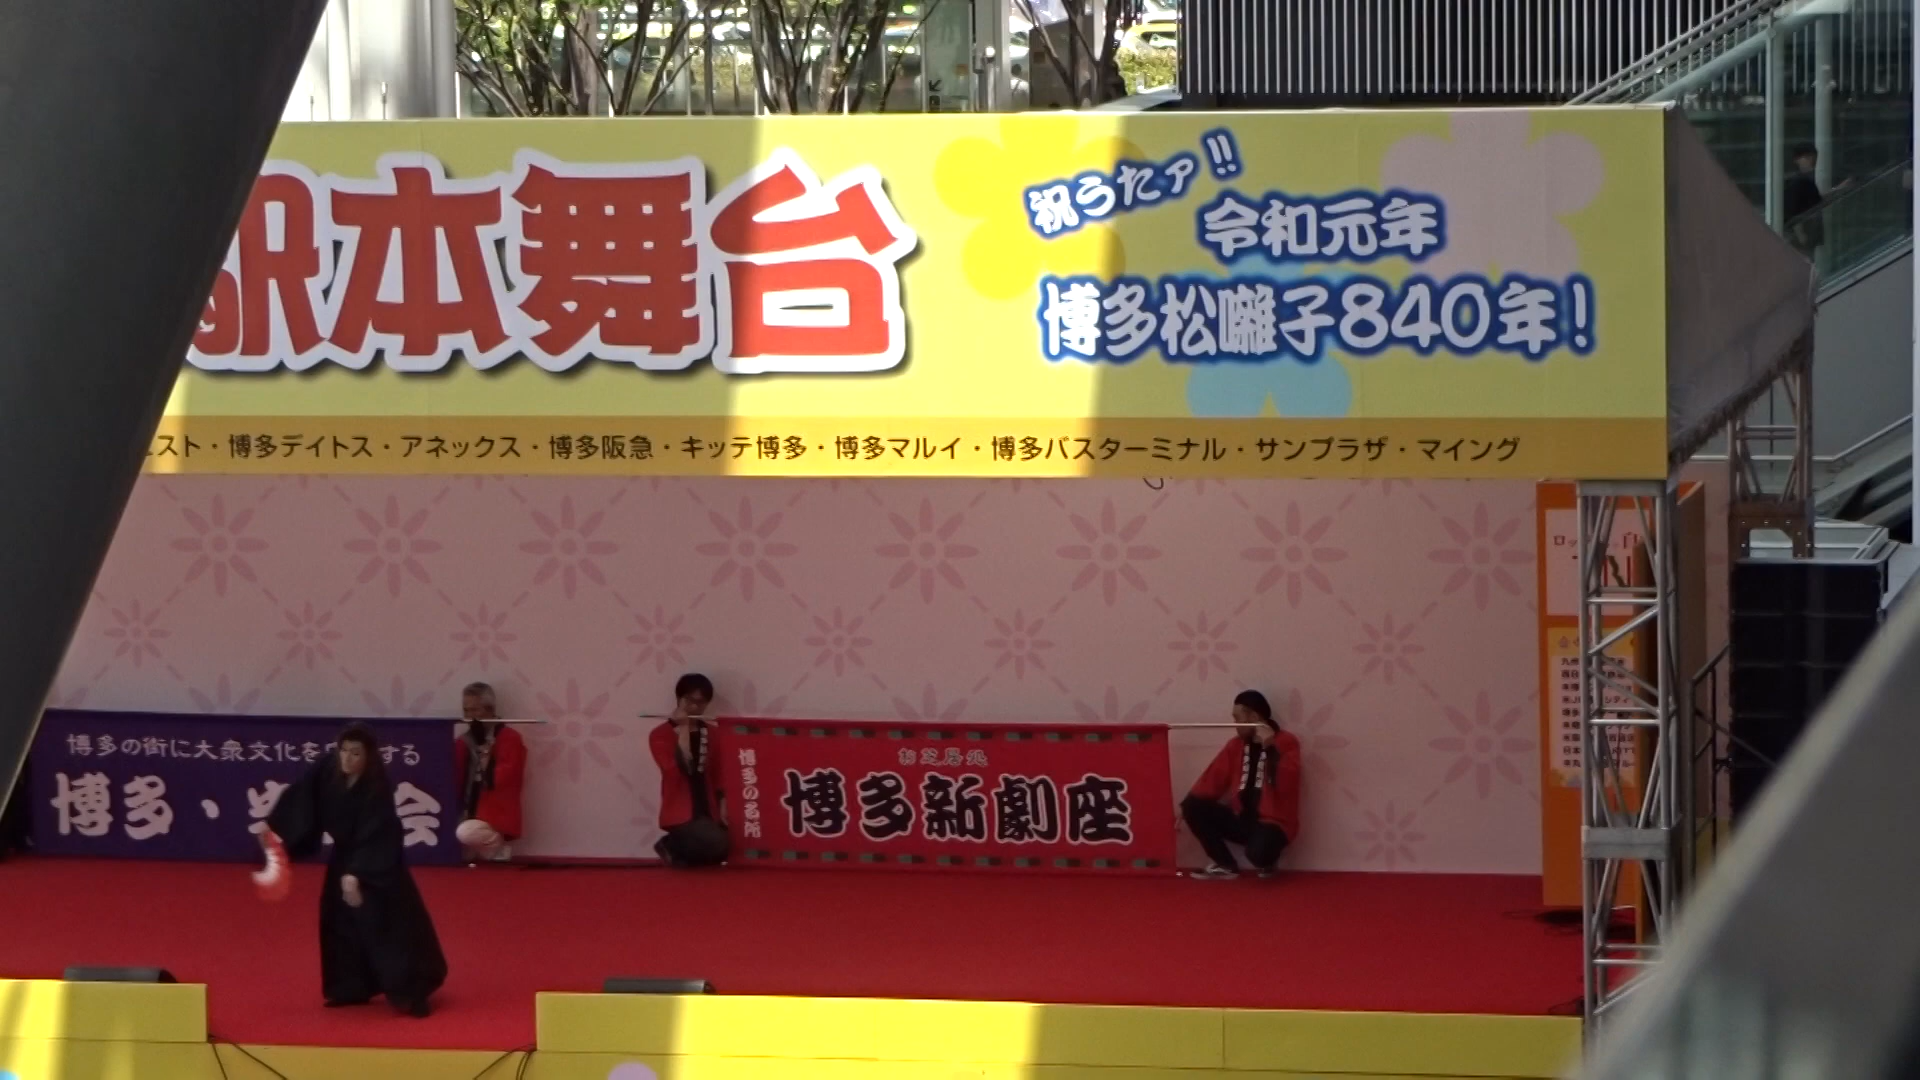 駅本舞台
祝うたァ!!
令和元年
博多松囃子840年!
スト・博多デイトス・アネックス・博多阪急・キッテ博多・博多マルイ・博多バスターミナル・サンプラザ・マイング
博多の街に大衆文化を
する
博多・
会
博多の名所
お芝居処
博多新劇座